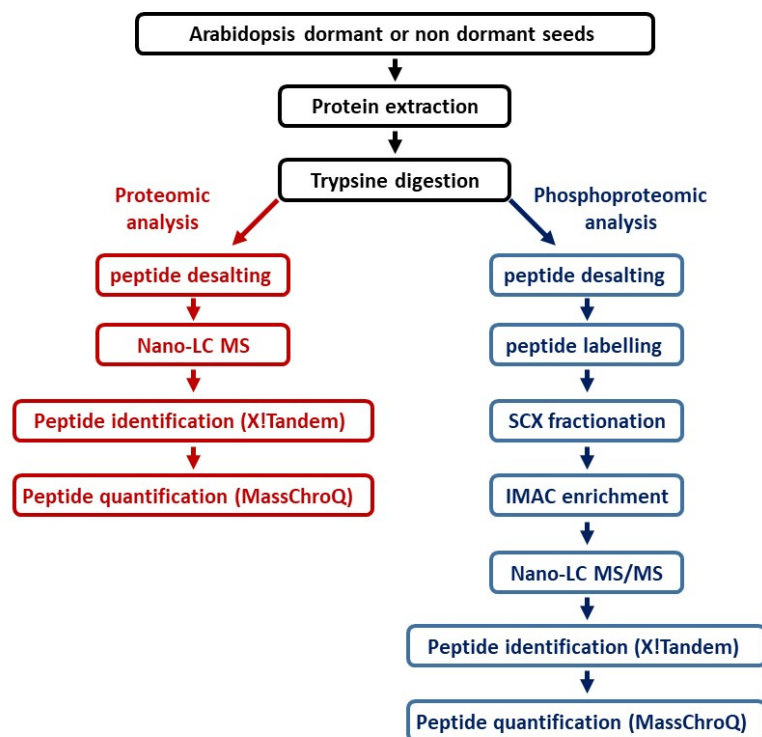 Arabidopsis dormant or non dormant seeds
Protein extraction
Trypsine digestion
Proteomic
analysis
peptide desalting
Nano-LC MS
Peptide identification (X!Tandem)
Peptide quantification (MassChroQ)
Phosphoproteomic
analysis
peptide desalting
peptide labelling
SCX fractionation
IMAC enrichment
Nano-LC MS/MS
Peptide identification (X!Tandem)
Peptide quantification (MassChroQ)